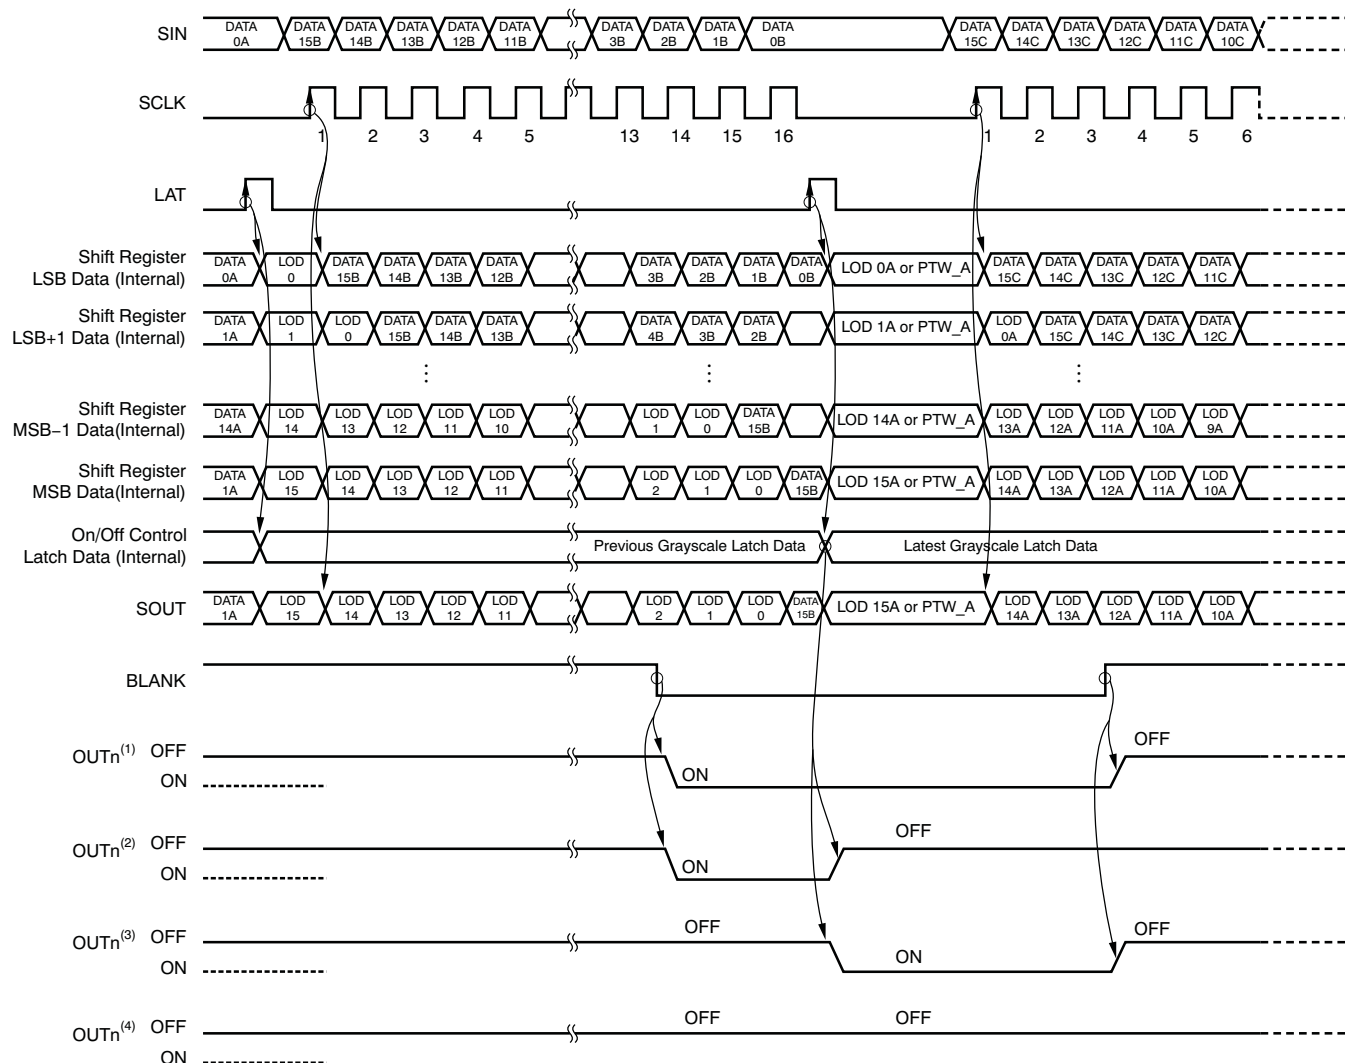 SIN
DATA 0A DATA 15B DATA 14B DATA 13B DATA 12B DATA 11B DATA 3B DATA 2B DATA 1B DATA 0B DATA 15C DATA 14C DATA 13C DATA 12C DATA 11C DATA 10C
SCLK
1 2 3 4 5 13 14 15 16 1 2 3 4 5 6
LAT
Shift Register
LSB Data (Internal)
DATA 0A LOD 0 DATA 15B DATA 14B DATA 13B DATA 12B DATA 3B DATA 2B DATA 1B DATA 0B LOD 0A or PTW_A DATA 15C DATA 14C DATA 13C DATA 12C DATA 11C
Shift Register
LSB+1 Data (Internal)
DATA 1A LOD 1 LOD 0 DATA 15B DATA 14B DATA 13B DATA 4B DATA 3B DATA 2B LOD 1A or PTW_A LOD 0A DATA 15C DATA 14C DATA 13C DATA 12C
Shift Register
MSB−1 Data(Internal)
DATA 14A LOD 14 LOD 13 LOD 12 LOD 11 LOD 10 LOD 1 LOD 0 DATA 15B LOD 14A or PTW_A LOD 13A LOD 12A LOD 11A LOD 10A LOD 9A
Shift Register
MSB Data(Internal)
DATA 1A LOD 15 LOD 14 LOD 13 LOD 12 LOD 11 LOD 2 LOD 1 LOD 0 DATA 15B LOD 15A or PTW_A LOD 14A LOD 13A LOD 12A LOD 11A LOD 10A
On/Off Control
Latch Data (Internal)
Previous Grayscale Latch Data Latest Grayscale Latch Data
SOUT
DATA 1A LOD 15 LOD 14 LOD 13 LOD 12 LOD 11 LOD 2 LOD 1 LOD 0 DATA 15B LOD 15A or PTW_A LOD 14A LOD 13A LOD 12A LOD 11A LOD 10A
BLANK
OUTn(1) OFF
ON
ON
OFF
OUTn(2) OFF
ON
ON
OFF
OUTn(3) OFF
ON
OFF
ON
OFF
OUTn(4) OFF
ON
OFF
OFF